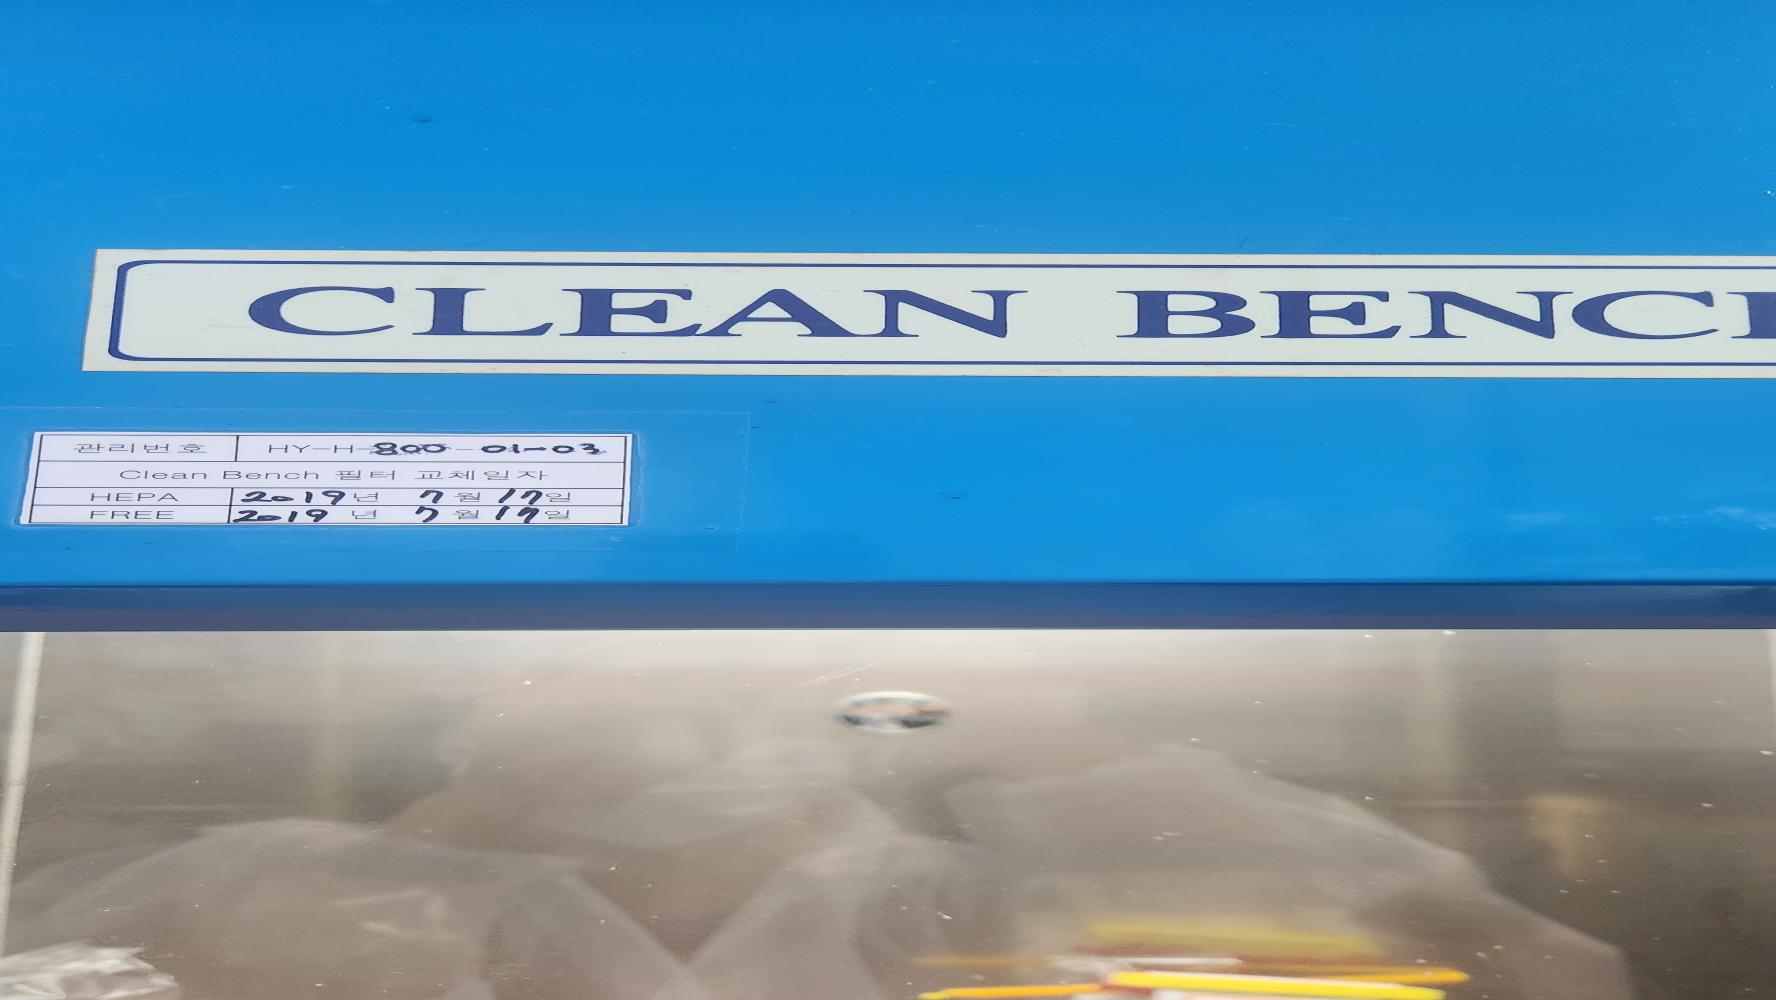 CLEAN BENC
관리번호 HY-H-800-01-03
Clean Bench 필터 교체일자
HEPA 2019년 7월 17일
FREE 2019년 7월 17일